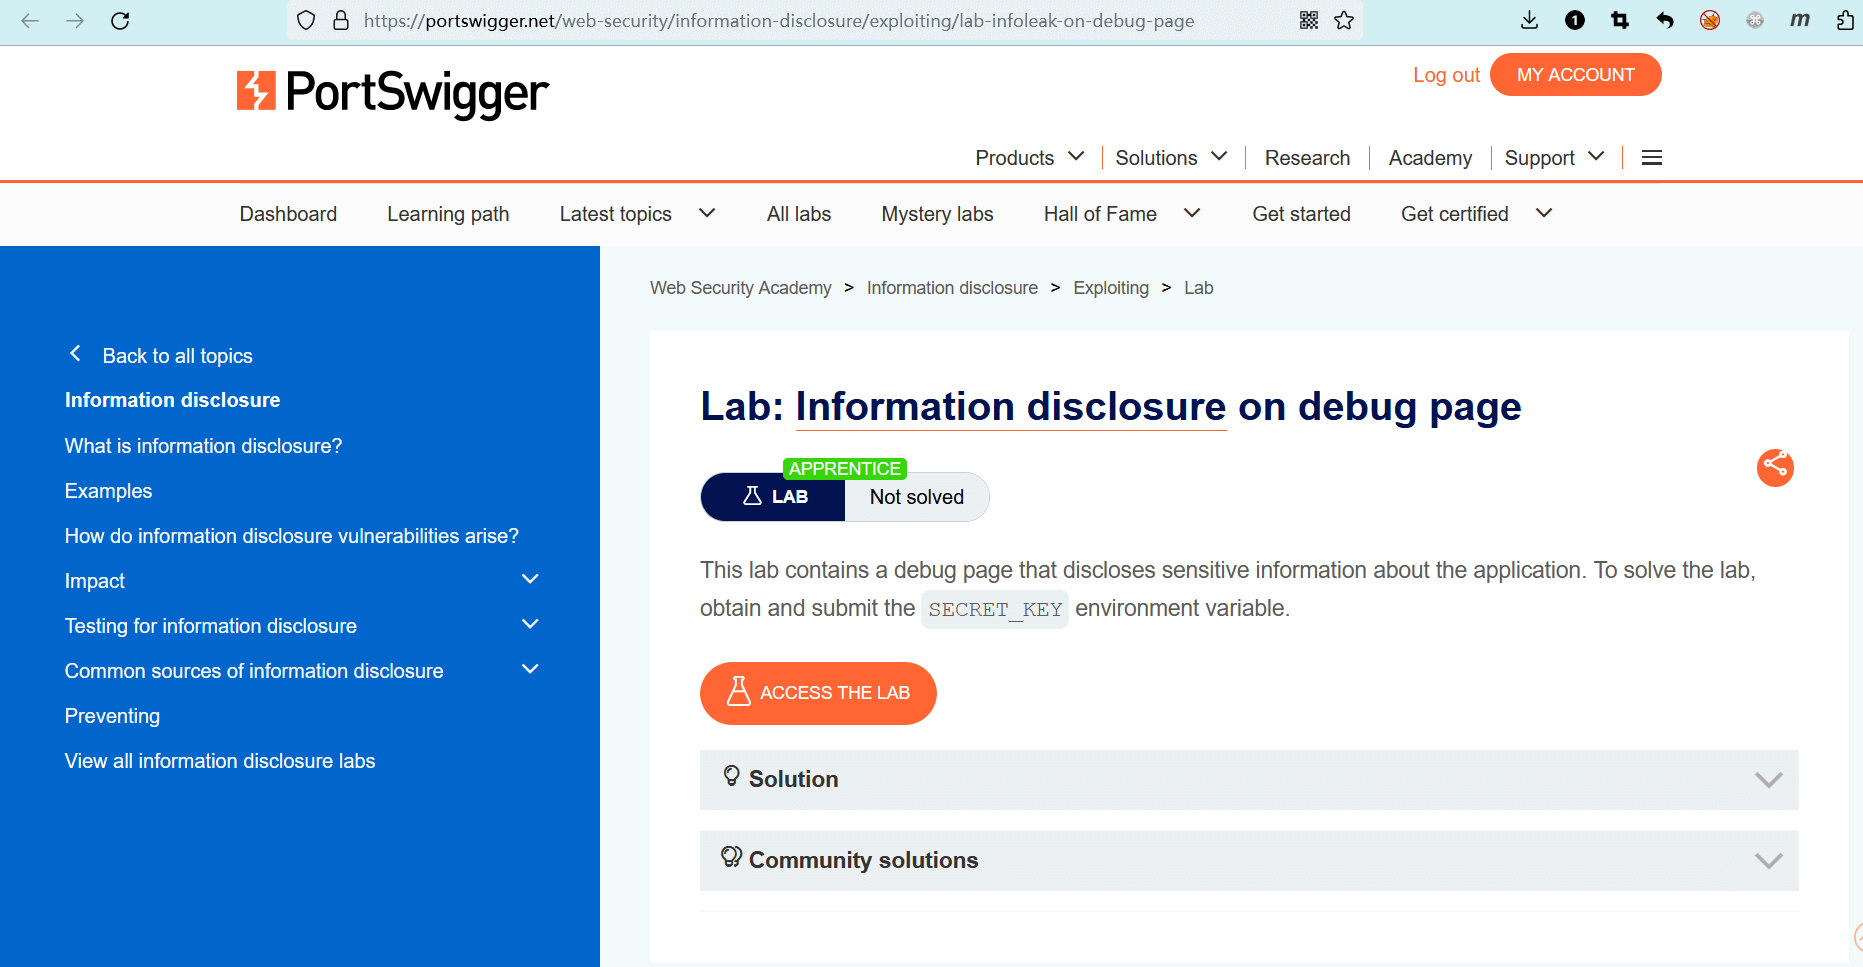 https://portswigger.net/web-security/information-disclosure/exploiting/lab-infoleak-on-debug-page
1
m
PortSwigger
Log out
MY ACCOUNT
Products
Solutions
Research
Academy
Support
Dashboard
Learning path
Latest topics
All labs
Mystery labs
Hall of Fame
Get started
Get certified
Back to all topics
Information disclosure
What is information disclosure?
Examples
How do information disclosure vulnerabilities arise?
Impact
Testing for information disclosure
Common sources of information disclosure
Preventing
View all information disclosure labs
Web Security Academy > Information disclosure > Exploiting > Lab
Lab: Information disclosure on debug page
APPRENTICE
LAB
Not solved
This lab contains a debug page that discloses sensitive information about the application. To solve the lab,
obtain and submit the SECRET_KEY environment variable.
ACCESS THE LAB
Solution
Community solutions